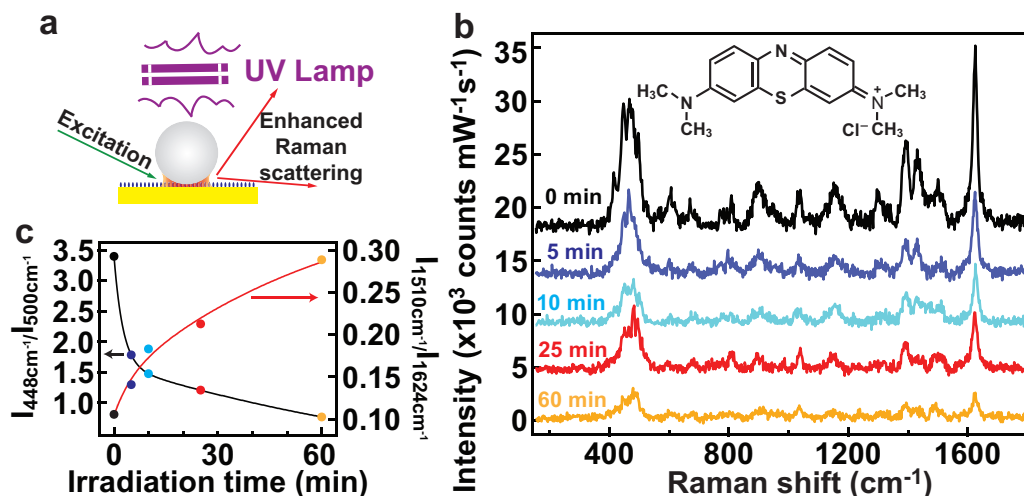 a
UV Lamp
Excitation
Enhanced
Raman
scattering
c
3.5
3.0
2.5
2.0
1.5
1.0
I448cm-1/I500cm-1
0.30
0.25
0.20
0.15
0.10
I1510cm-1/I1624cm-1
0
30
60
Irradiation time (min)
b
35
30
25
20
15
10
5
0
Intensity (x10³ counts mW-1s-1)
N
H₃C
N
CH₃
S
N
+
CH₃
CH₃
Cl⁻
0 min
5 min
10 min
25 min
60 min
400
800
1200
1600
Raman shift (cm-1)